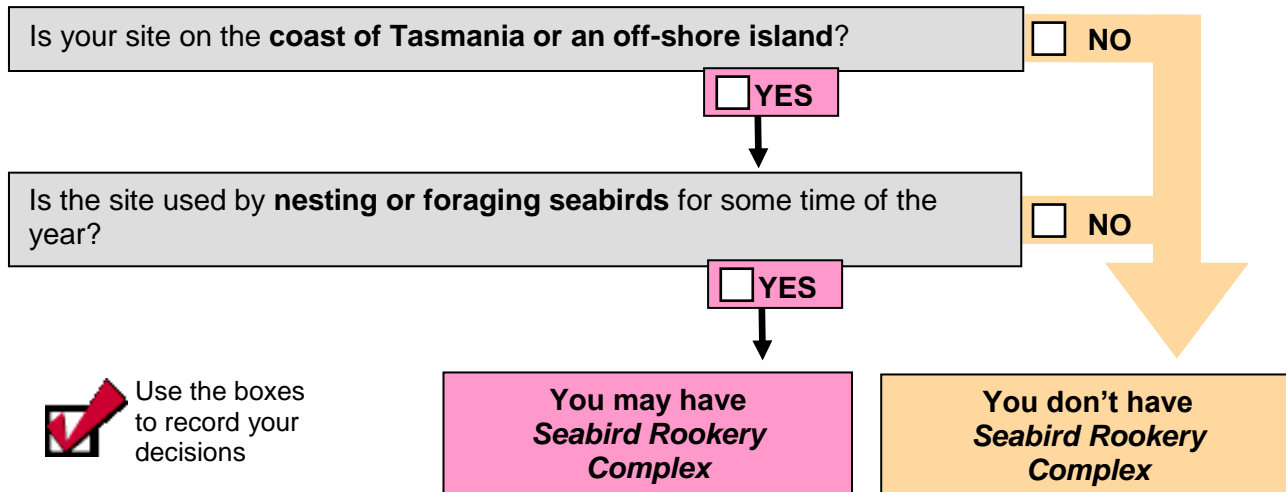 Is your site on the coast of Tasmania or an off-shore island?
NO
YES
Is the site used by nesting or foraging seabirds for some time of the
year?
NO
YES
Use the boxes
to record your
decisions
You may have
Seabird Rookery
Complex
You don't have
Seabird Rookery
Complex